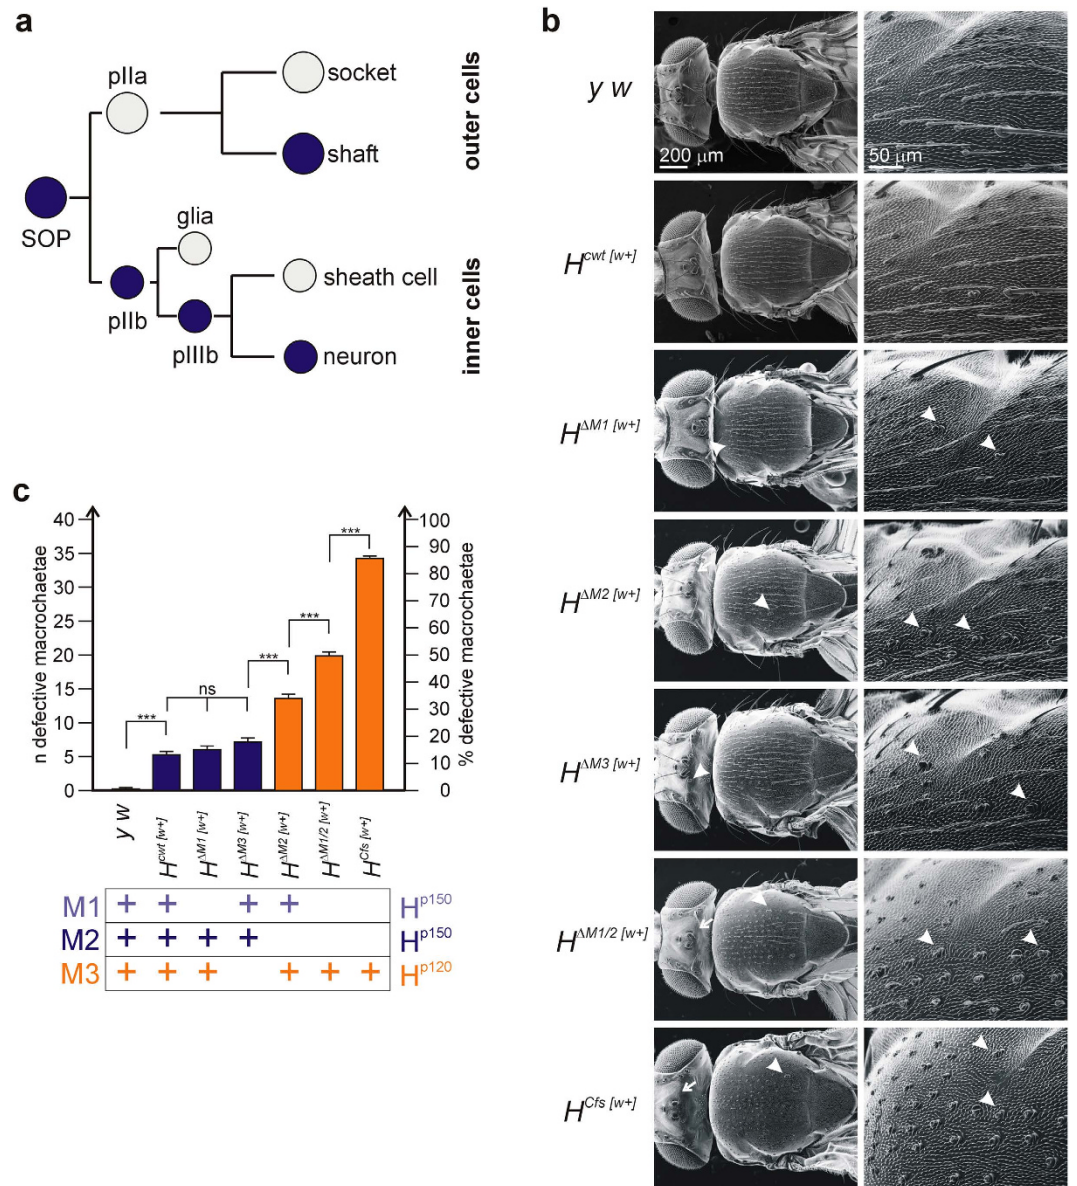 a
pIIa
socket
shaft
outer cells
SOP
glia
pIIb
pIIIb
sheath cell
neuron
inner cells
b
y w
200 µm
50 µm
H^cwt [w+]
H^ΔM1 [w+]
H^ΔM2 [w+]
H^ΔM3 [w+]
H^ΔM1/2 [w+]
H^Cfs [w+]
c
n defective macrochaetae
40
35
30
25
20
15
10
5
0
***
ns
***
***
***
100
90
80
70
60
50
40
30
20
10
0
% defective macrochaetae
y w
H^cwt [w+]
H^ΔM1 [w+]
H^ΔM3 [w+]
H^ΔM2 [w+]
H^ΔM1/2 [w+]
H^Cfs [w+]
M1 + + + + H^p150
M2 + + + + H^p150
M3 + + + + + + H^p120